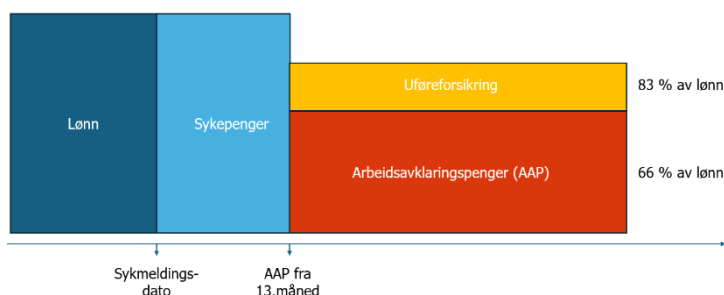 Uføreforsikring
83 % av lønn
Lønn
Sykepenger
Arbeidsavklaringspenger (AAP)
66 % av lønn
Sykmeldings-
dato
AAP fra
13.måned